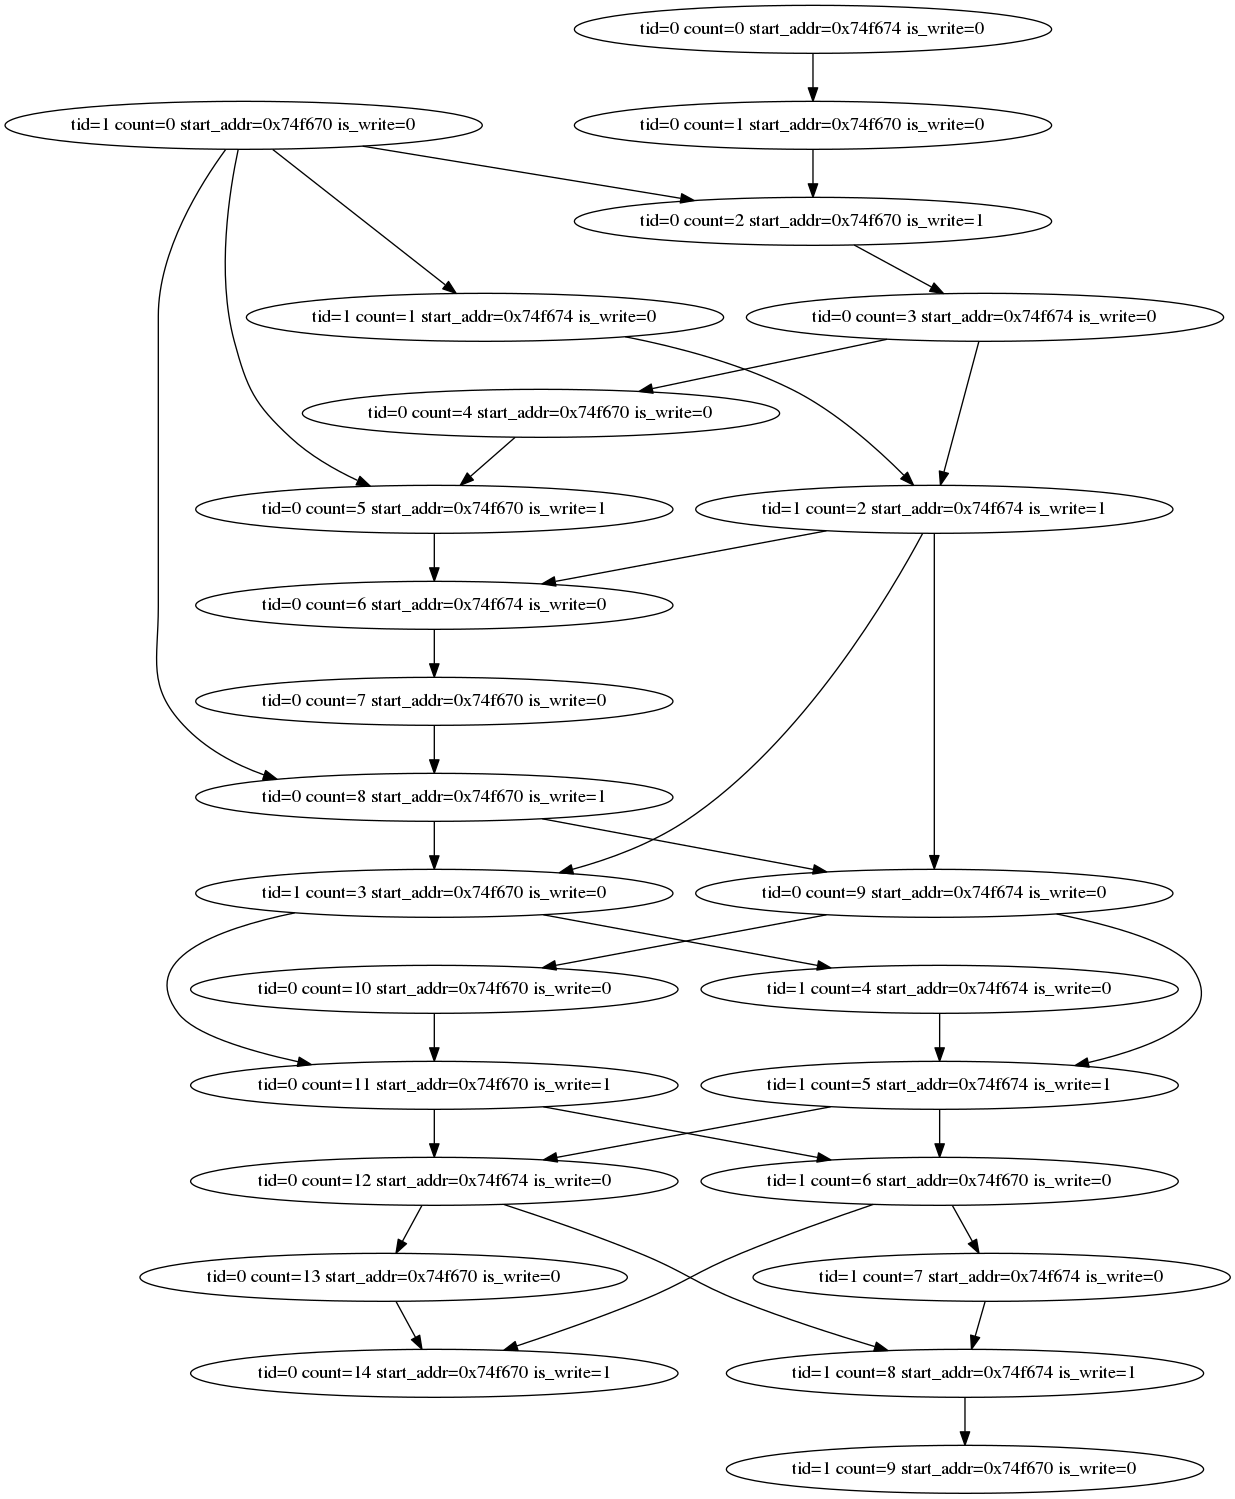 tid=0 count=0 start_addr=0x74f674 is_write=0
tid=1 count=0 start_addr=0x74f670 is_write=0
tid=0 count=1 start_addr=0x74f670 is_write=0
tid=0 count=2 start_addr=0x74f670 is_write=1
tid=1 count=1 start_addr=0x74f674 is_write=0
tid=0 count=3 start_addr=0x74f674 is_write=0
tid=0 count=4 start_addr=0x74f670 is_write=0
tid=0 count=5 start_addr=0x74f670 is_write=1
tid=1 count=2 start_addr=0x74f674 is_write=1
tid=0 count=6 start_addr=0x74f674 is_write=0
tid=0 count=7 start_addr=0x74f670 is_write=0
tid=0 count=8 start_addr=0x74f670 is_write=1
tid=1 count=3 start_addr=0x74f670 is_write=0
tid=0 count=9 start_addr=0x74f674 is_write=0
tid=0 count=10 start_addr=0x74f670 is_write=0
tid=1 count=4 start_addr=0x74f674 is_write=0
tid=0 count=11 start_addr=0x74f670 is_write=1
tid=1 count=5 start_addr=0x74f674 is_write=1
tid=0 count=12 start_addr=0x74f674 is_write=0
tid=1 count=6 start_addr=0x74f670 is_write=0
tid=0 count=13 start_addr=0x74f670 is_write=0
tid=1 count=7 start_addr=0x74f674 is_write=0
tid=0 count=14 start_addr=0x74f670 is_write=1
tid=1 count=8 start_addr=0x74f674 is_write=1
tid=1 count=9 start_addr=0x74f670 is_write=0